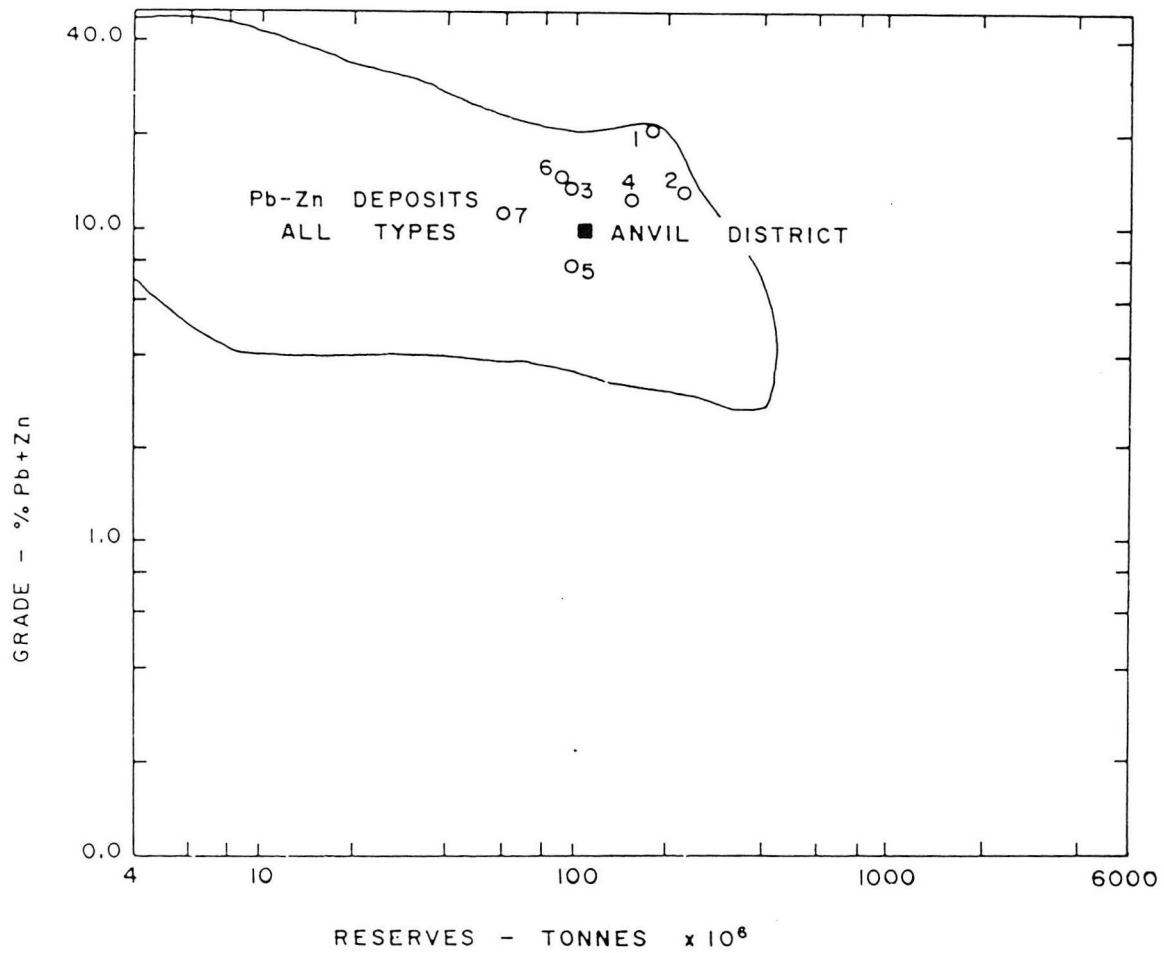 40.0
1
6
3
4
2
Pb-Zn DEPOSITS
ALL TYPES
7
10.0
ANVIL DISTRICT
5
GRADE - % Pb+Zn
1.0
0.0
4 10 100 1000 6000
RESERVES - TONNES x 10⁶